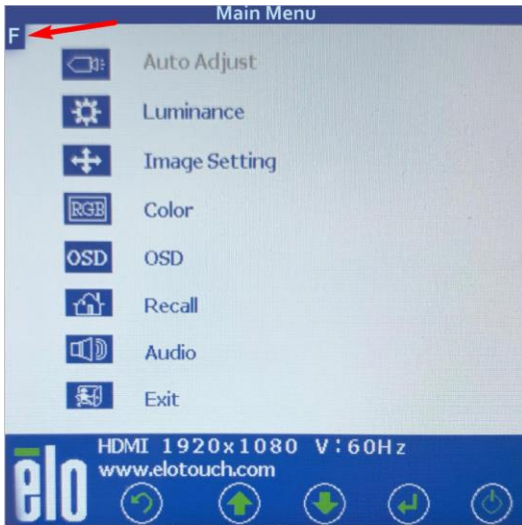 Main Menu
F
Auto Adjust
Luminance
Image Setting
RGB Color
OSD OSD
Recall
Audio
Exit
HDMI 1920x1080 V:60Hz
www.elotouch.com
elo